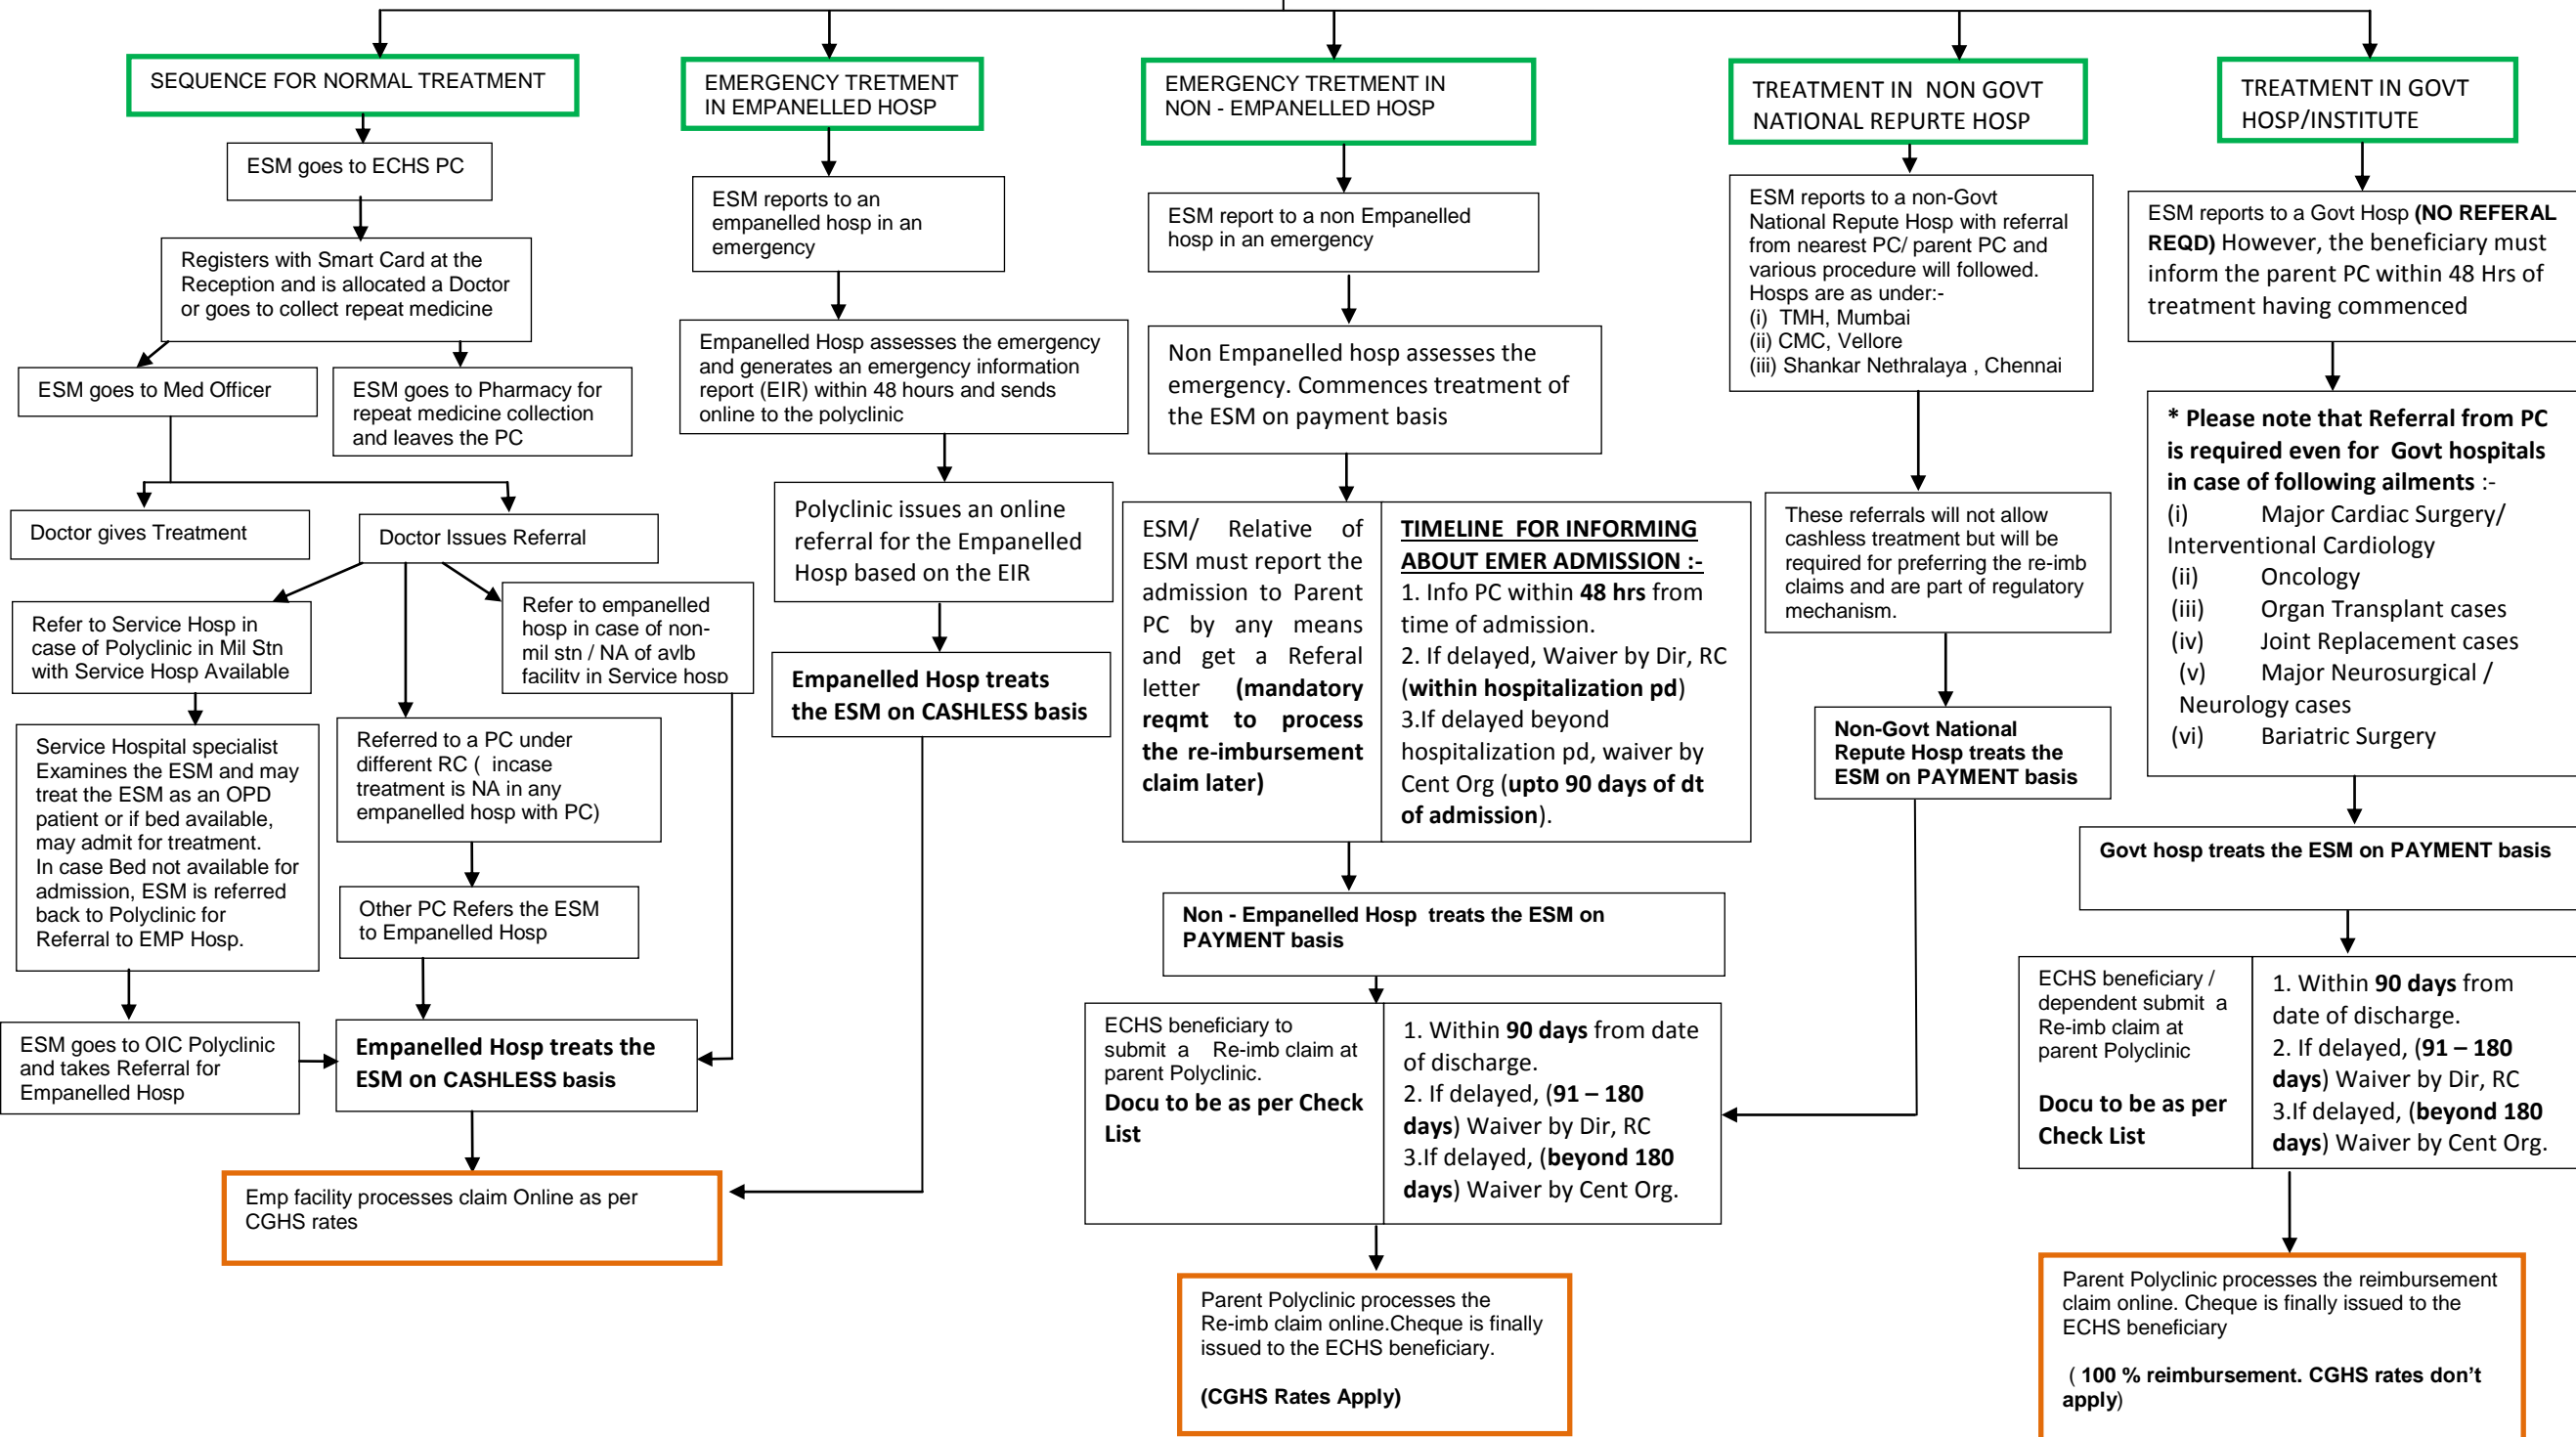 SEQUENCE FOR NORMAL TREATMENT
ESM goes to ECHS PC
Registers with Smart Card at the
Reception and is allocated a Doctor
or goes to collect repeat medicine
ESM goes to Med Officer
ESM goes to Pharmacy for
repeat medicine collection
and leaves the PC
Doctor gives Treatment
Doctor Issues Referral
Refer to Service Hosp in
case of Polyclinic in Mil Stn
with Service Hosp Available
Refer to empanelled
hosp in case of non-
mil stn / NA of avlb
facility in Service hosp
Service Hospital specialist
Examines the ESM and may
treat the ESM as an OPD
patient or if bed available,
may admit for treatment.
In case Bed not available for
admission, ESM is referred
back to Polyclinic for
Referral to EMP Hosp.
Referred to a PC under
different RC ( incase
treatment is NA in any
empanelled hosp with PC)
Other PC Refers the ESM
to Empanelled Hosp
ESM goes to OIC Polyclinic
and takes Referral for
Empanelled Hosp
Empanelled Hosp treats the
ESM on CASHLESS basis
Emp facility processes claim Online as per
CGHS rates
EMERGENCY TRETMENT
IN EMPANELLED HOSP
ESM reports to an
empanelled hosp in an
emergency
Empanelled Hosp assesses the emergency
and generates an emergency information
report (EIR) within 48 hours and sends
online to the polyclinic
Polyclinic issues an online
referral for the Empanelled
Hosp based on the EIR
Empanelled Hosp treats
the ESM on CASHLESS basis
EMERGENCY TRETMENT IN
NON - EMPANELLED HOSP
ESM report to a non Empanelled
hosp in an emergency
Non Empanelled hosp assesses the
emergency. Commences treatment of
the ESM on payment basis
ESM/ Relative of
ESM must report the
admission to Parent
PC by any means
and get a Referal
letter (mandatory
reqmt to process
the re-imbursement
claim later)
TIMELINE FOR INFORMING
ABOUT EMER ADMISSION :-
1. Info PC within 48 hrs from
time of admission.
2. If delayed, Waiver by Dir, RC
(within hospitalization pd)
3.If delayed beyond
hospitalization pd, waiver by
Cent Org (upto 90 days of dt
of admission).
Non - Empanelled Hosp treats the ESM on
PAYMENT basis
ECHS beneficiary to
submit a Re-imb claim at
parent Polyclinic.
Docu to be as per Check
List
1. Within 90 days from date
of discharge.
2. If delayed, (91 – 180
days) Waiver by Dir, RC
3.If delayed, (beyond 180
days) Waiver by Cent Org.
Parent Polyclinic processes the
Re-imb claim online.Cheque is finally
issued to the ECHS beneficiary.
(CGHS Rates Apply)
TREATMENT IN NON GOVT
NATIONAL REPURTE HOSP
ESM reports to a non-Govt
National Repute Hosp with referral
from nearest PC/ parent PC and
various procedure will followed.
Hosps are as under:-
(i) TMH, Mumbai
(ii) CMC, Vellore
(iii) Shankar Nethralaya , Chennai
These referrals will not allow
cashless treatment but will be
required for preferring the re-imb
claims and are part of regulatory
mechanism.
Non-Govt National
Repute Hosp treats the
ESM on PAYMENT basis
TREATMENT IN GOVT
HOSP/INSTITUTE
ESM reports to a Govt Hosp (NO REFERAL
REQD) However, the beneficiary must
inform the parent PC within 48 Hrs of
treatment having commenced
* Please note that Referral from PC
is required even for Govt hospitals
in case of following ailments :-
(i) Major Cardiac Surgery/
Interventional Cardiology
(ii) Oncology
(iii) Organ Transplant cases
(iv) Joint Replacement cases
(v) Major Neurosurgical /
Neurology cases
(vi) Bariatric Surgery
Govt hosp treats the ESM on PAYMENT basis
ECHS beneficiary /
dependent submit a
Re-imb claim at
parent Polyclinic
Docu to be as per
Check List
1. Within 90 days from
date of discharge.
2. If delayed, (91 – 180
days) Waiver by Dir, RC
3.If delayed, (beyond 180
days) Waiver by Cent Org.
Parent Polyclinic processes the reimbursement
claim online. Cheque is finally issued to the
ECHS beneficiary
( 100 % reimbursement. CGHS rates don’t
apply)